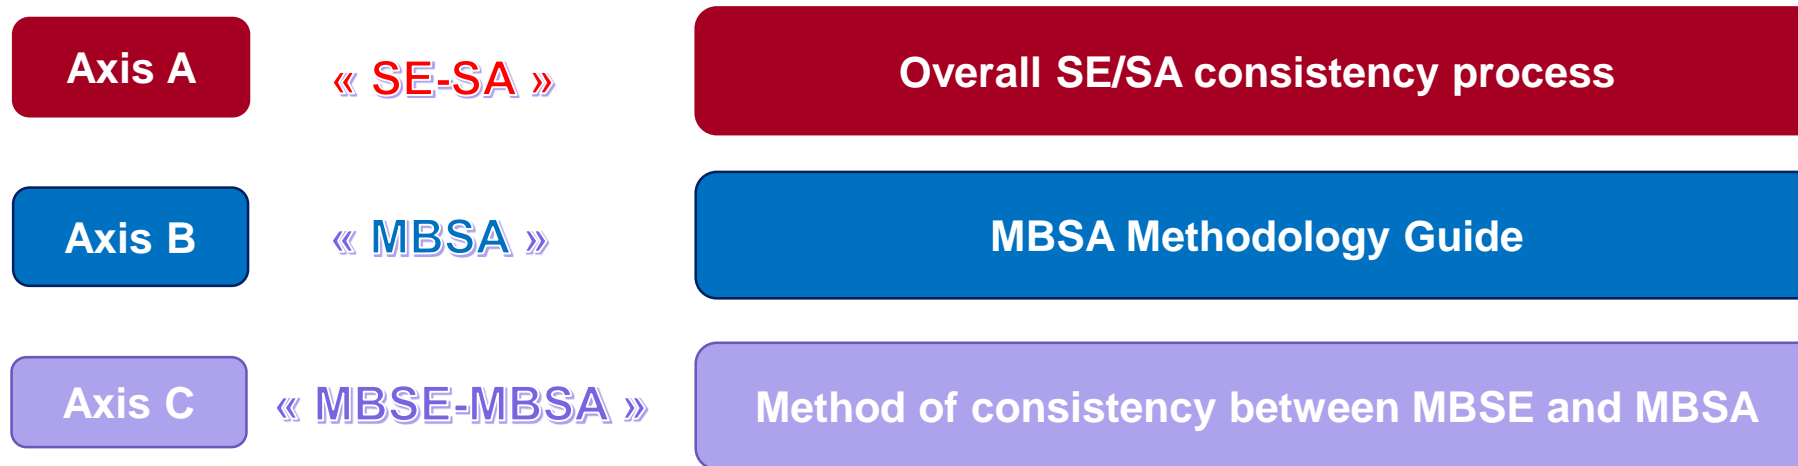 Axis A
« SE-SA »
Overall SE/SA consistency process
Axis B
« MBSA »
MBSA Methodology Guide
Axis C
« MBSE-MBSA »
Method of consistency between MBSE and MBSA